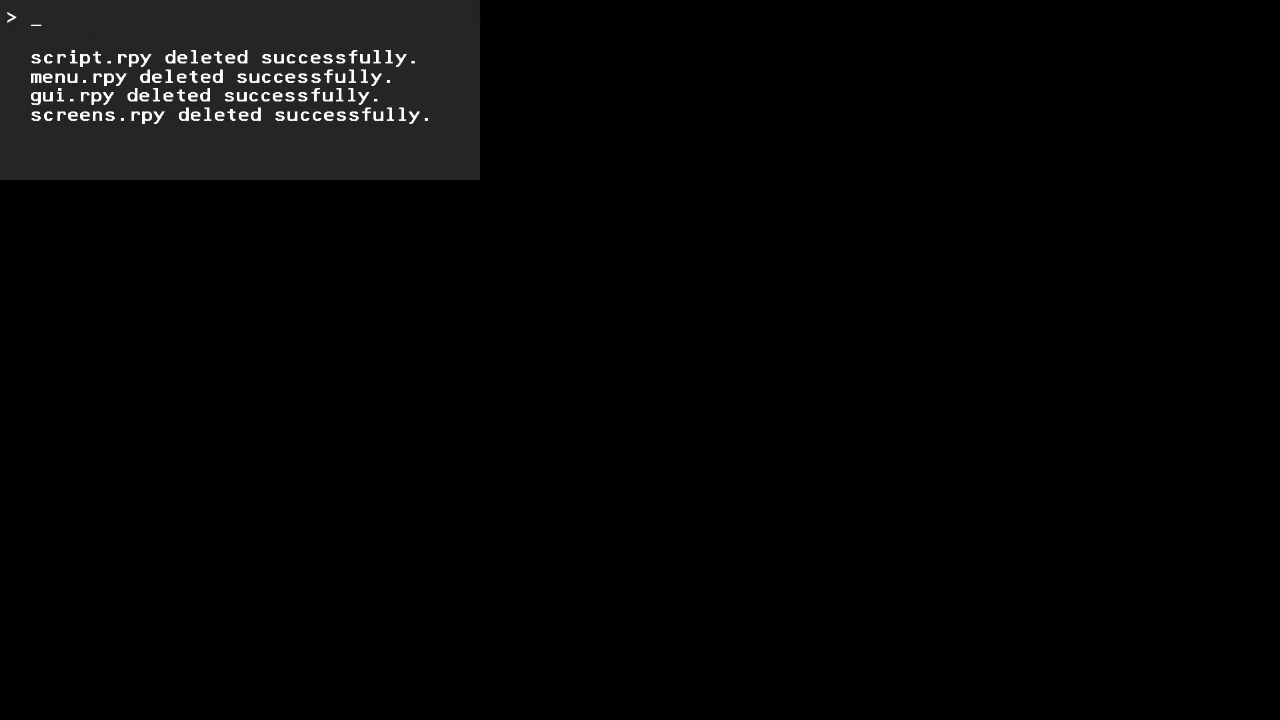 > _
script.rpy deleted successfully.
menu.rpy deleted successfully.
gui.rpy deleted successfully.
screens.rpy deleted successfully.